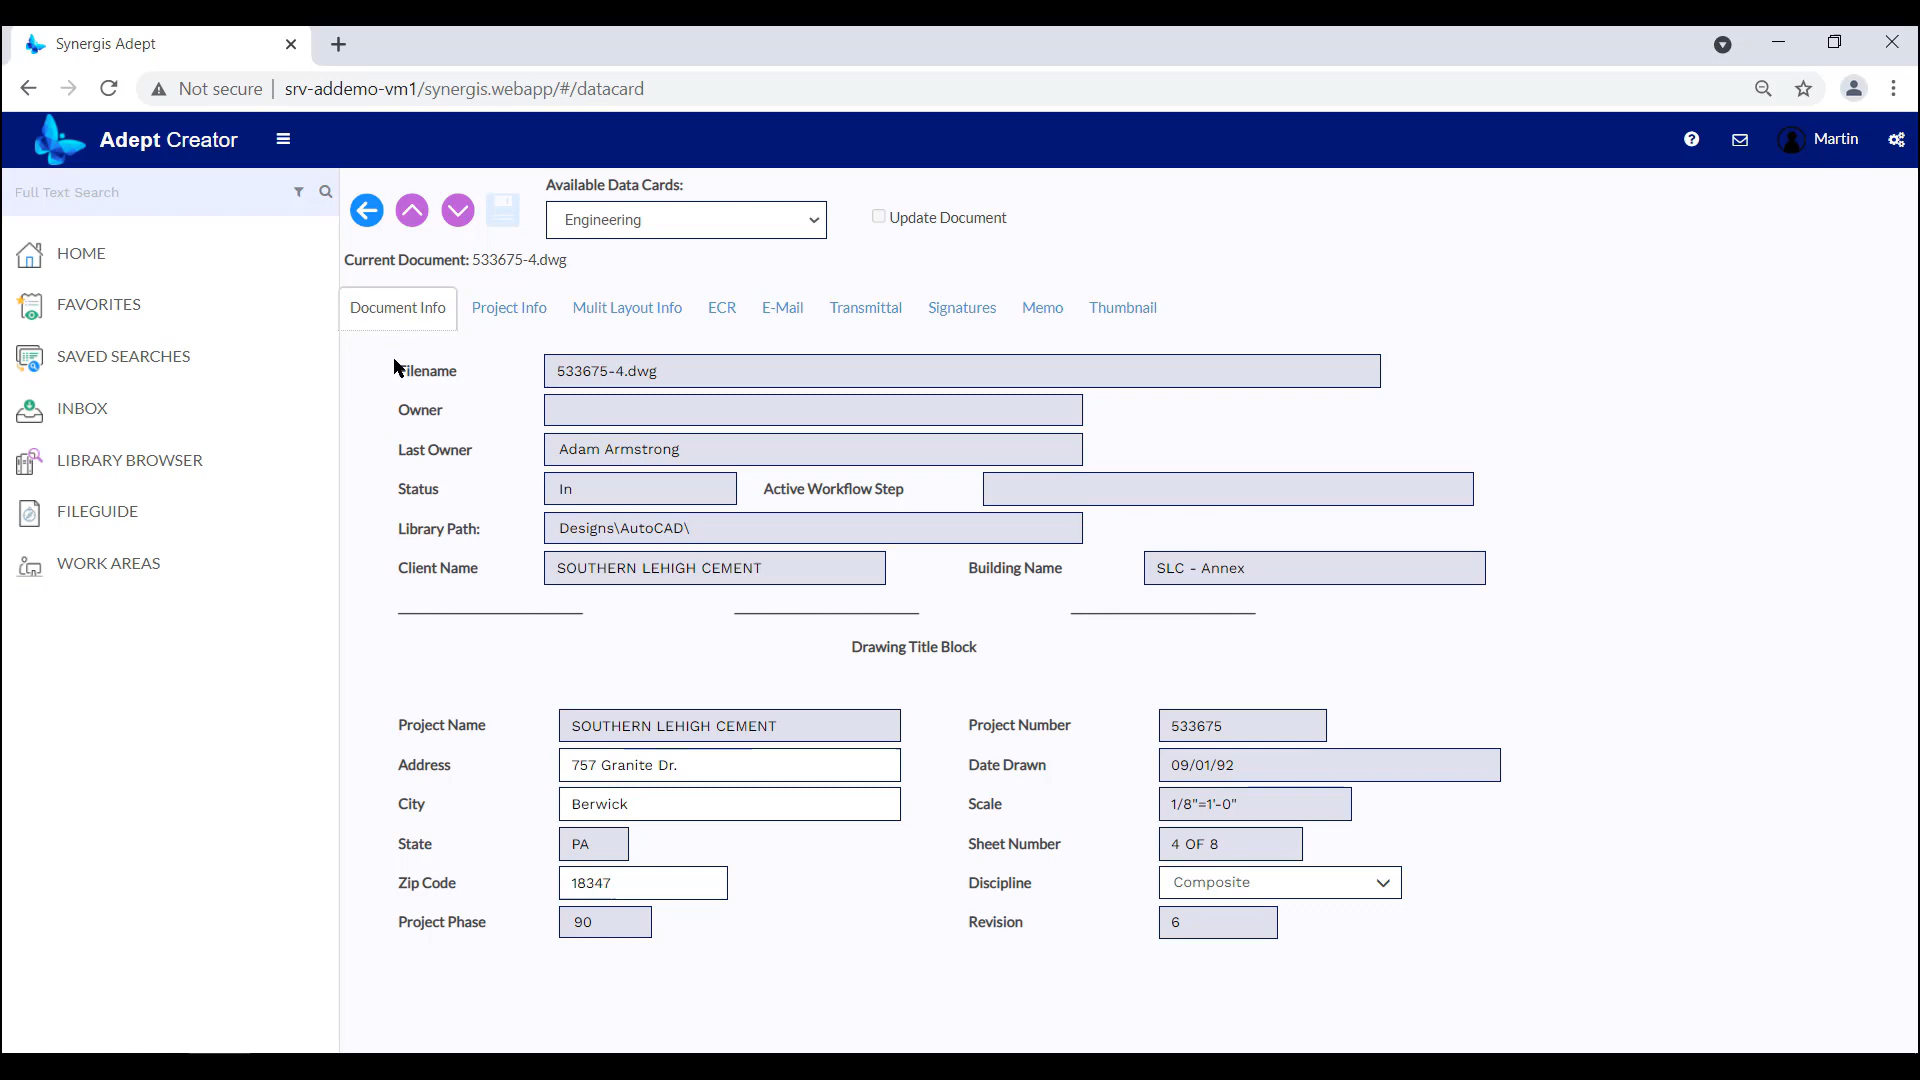 Synergis Adept
Not secure | srv-addemo-vm1/synergis.webapp/#/datacard
Adept Creator
Martin
Full Text Search
HOME
FAVORITES
SAVED SEARCHES
INBOX
LIBRARY BROWSER
FILEGUIDE
WORK AREAS
Available Data Cards:
Engineering
Update Document
Current Document: 533675-4.dwg
Document Info Project Info Mulit Layout Info ECR E-Mail Transmittal Signatures Memo Thumbnail
Filename 533675-4.dwg
Owner
Last Owner Adam Armstrong
Status In Active Workflow Step
Library Path: Designs\AutoCAD\
Client Name SOUTHERN LEHIGH CEMENT Building Name SLC - Annex
Drawing Title Block
Project Name SOUTHERN LEHIGH CEMENT Project Number 533675
Address 757 Granite Dr. Date Drawn 09/01/92
City Berwick Scale 1/8"=1'-0"
State PA Sheet Number 4 OF 8
Zip Code 18347 Discipline Composite
Project Phase 90 Revision 6